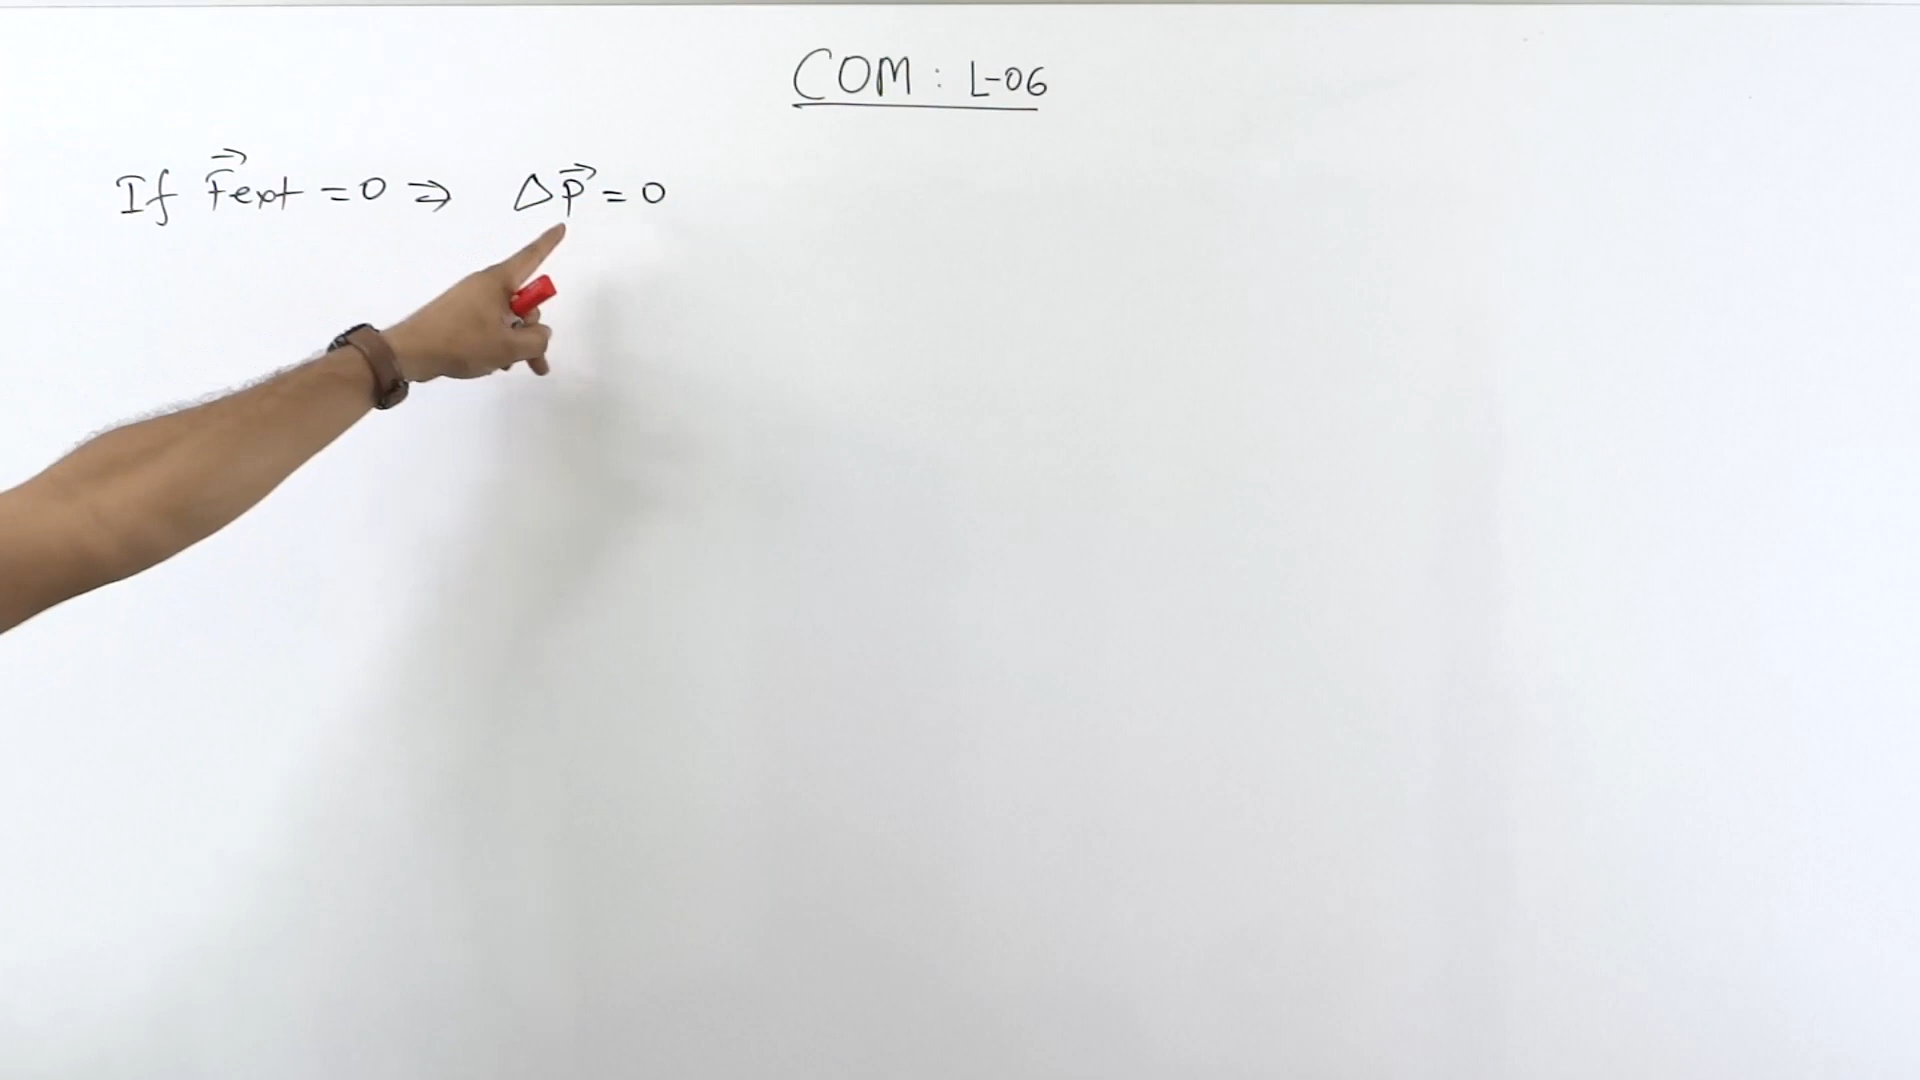 COM : L-06
If F⃗ext = 0 ⇒ ΔP⃗ = 0